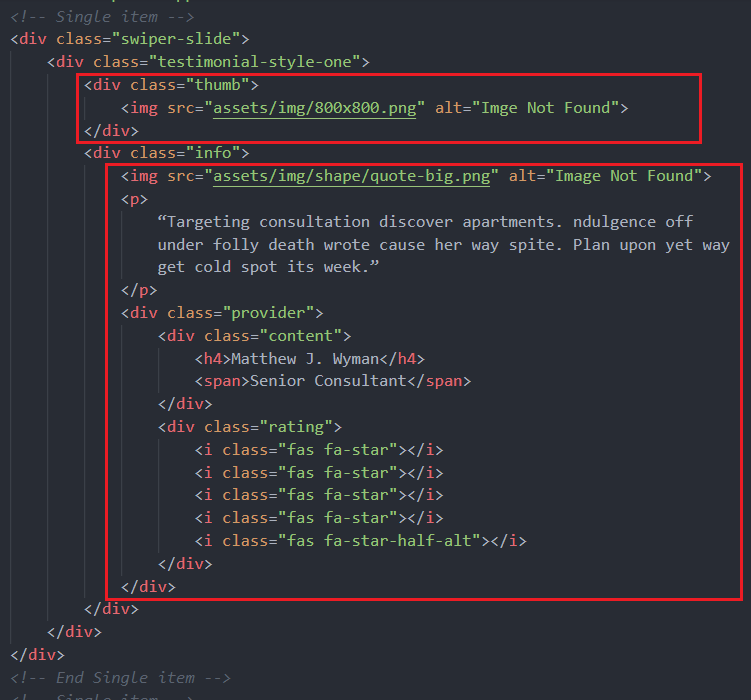 <!-- Single item -->
<div class="swiper-slide">
<div class="testimonial-style-one">
<div class="thumb">
<img src="assets/img/800x800.png" alt="Imge Not Found">
</div>
<div class="info">
<img src="assets/img/shape/quote-big.png" alt="Image Not Found">
<p>
“Targeting consultation discover apartments. ndulgence off
under folly death wrote cause her way spite. Plan upon yet way
get cold spot its week.”
</p>
<div class="provider">
<div class="content">
<h4>Matthew J. Wyman</h4>
<span>Senior Consultant</span>
</div>
<div class="rating">
<i class="fas fa-star"></i>
<i class="fas fa-star"></i>
<i class="fas fa-star"></i>
<i class="fas fa-star"></i>
<i class="fas fa-star-half-alt"></i>
</div>
</div>
</div>
</div>
</div>
<!-- End Single item -->